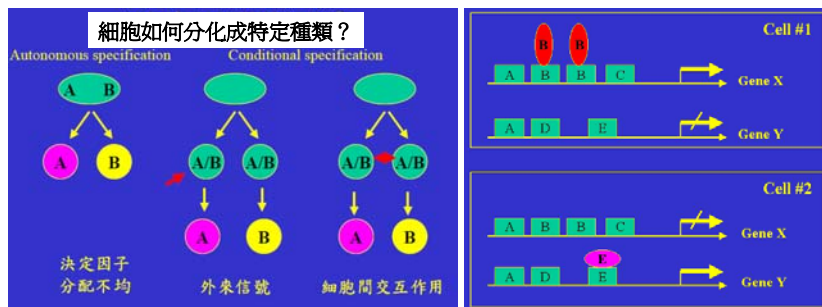 細胞如何分化成特定種類？
Autonomous specification
Conditional specification
A B
A/B A/B
A/B A/B
A B
A B
A B
決定因子
分配不均
外來信號
細胞間交互作用
Cell #1
B B
A B B C
Gene X
A D E
Gene Y
Cell #2
A B B C
Gene X
E
A D E
Gene Y